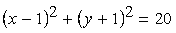 (x − 1)² + (y + 1)² = 20